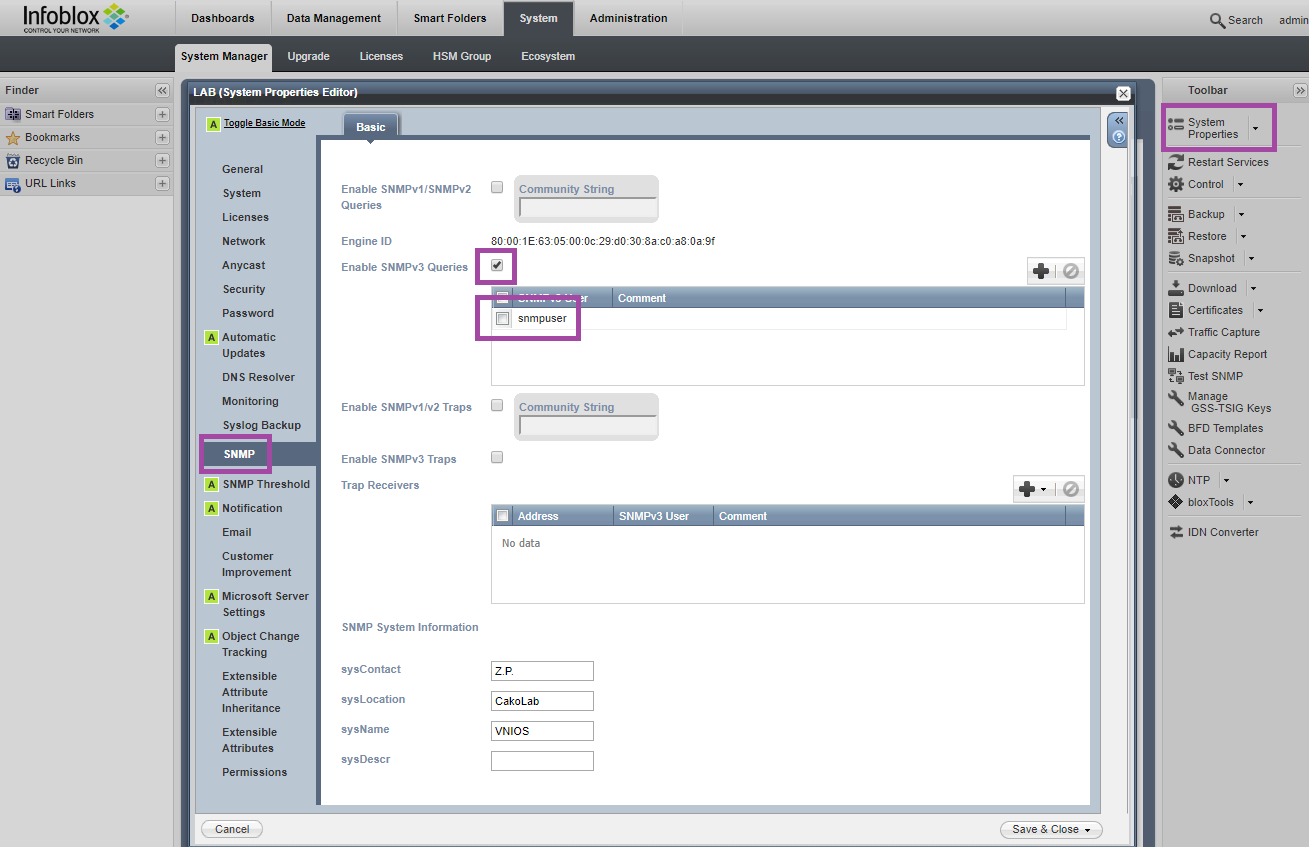 Infoblox
CONTROL YOUR NETWORK
Dashboards
Data Management
Smart Folders
System
Administration
Search
admin
System Manager
Upgrade
Licenses
HSM Group
Ecosystem
Finder
Smart Folders
Bookmarks
Recycle Bin
URL Links
LAB (System Properties Editor)
A Toggle Basic Mode
General
System
Licenses
Network
Anycast
Security
Password
A Automatic
Updates
DNS Resolver
Monitoring
Syslog Backup
SNMP
A SNMP Threshold
A Notification
Email
Customer
Improvement
A Microsoft Server
Settings
A Object Change
Tracking
Extensible
Attribute
Inheritance
Extensible
Attributes
Permissions
Basic
Enable SNMPv1/SNMPv2
Queries
Community String
Engine ID
80:00:1E:63:05:00:0c:29:d0:30:8a:c0:a8:0a:9f
Enable SNMPv3 Queries
SNMPv3 User
Comment
snmpuser
Enable SNMPv1/v2 Traps
Community String
Enable SNMPv3 Traps
Trap Receivers
Address
SNMPv3 User
Comment
No data
SNMP System Information
sysContact
Z.P.
sysLocation
CakoLab
sysName
VNIOS
sysDescr
Cancel
Save & Close
Toolbar
System
Properties
Restart Services
Control
Backup
Restore
Snapshot
Download
Certificates
Traffic Capture
Capacity Report
Test SNMP
Manage
GSS-TSIG Keys
BFD Templates
Data Connector
NTP
bloxTools
IDN Converter